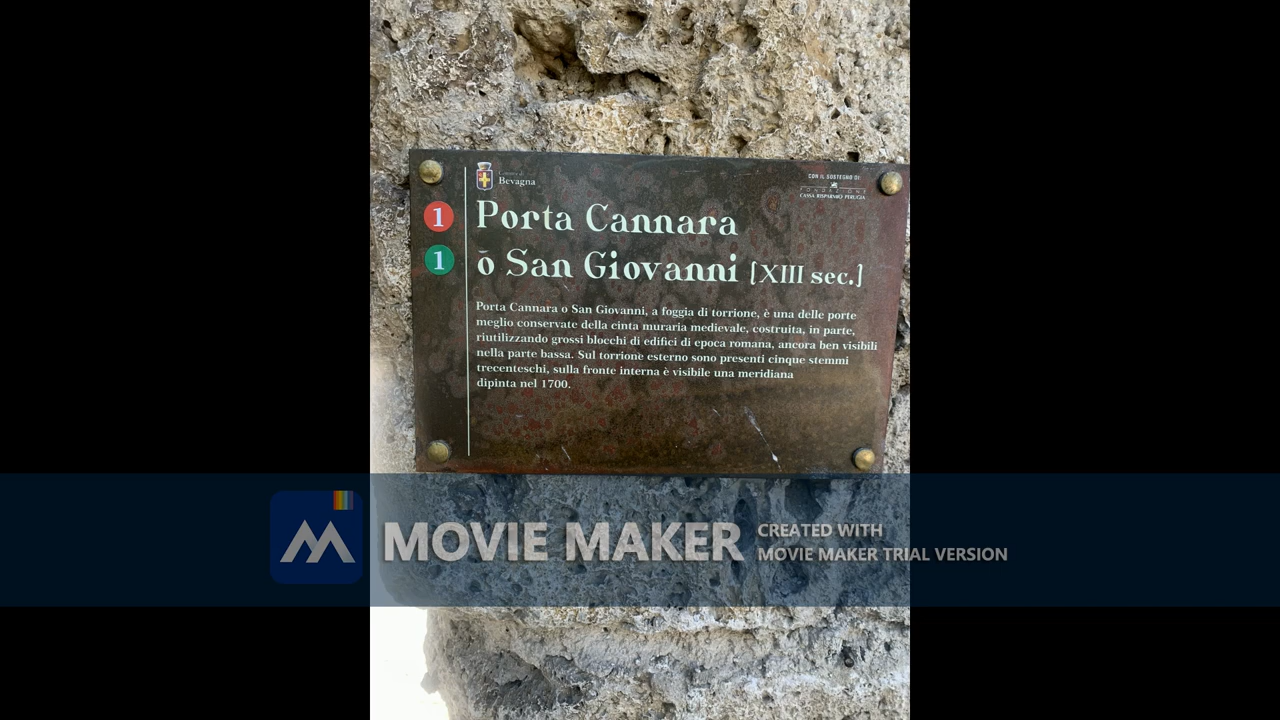 Comune di
Bevagna
CON IL SOSTEGNO DI:
FONDAZIONE
CASSA RISPARMIO PERUGIA
1
Porta Cannara
1
o San Giovanni [XIII sec.]
Porta Cannara o San Giovanni, a foggia di torrione, è una delle porte
meglio conservate della cinta muraria medievale, costruita, in parte,
riutilizzando grossi blocchi di edifici di epoca romana, ancora ben visibili
nella parte bassa. Sul torrione esterno sono presenti cinque stemmi
trecenteschi, sulla fronte interna è visibile una meridiana
dipinta nel 1700.
MOVIE MAKER
CREATED WITH
MOVIE MAKER TRIAL VERSION